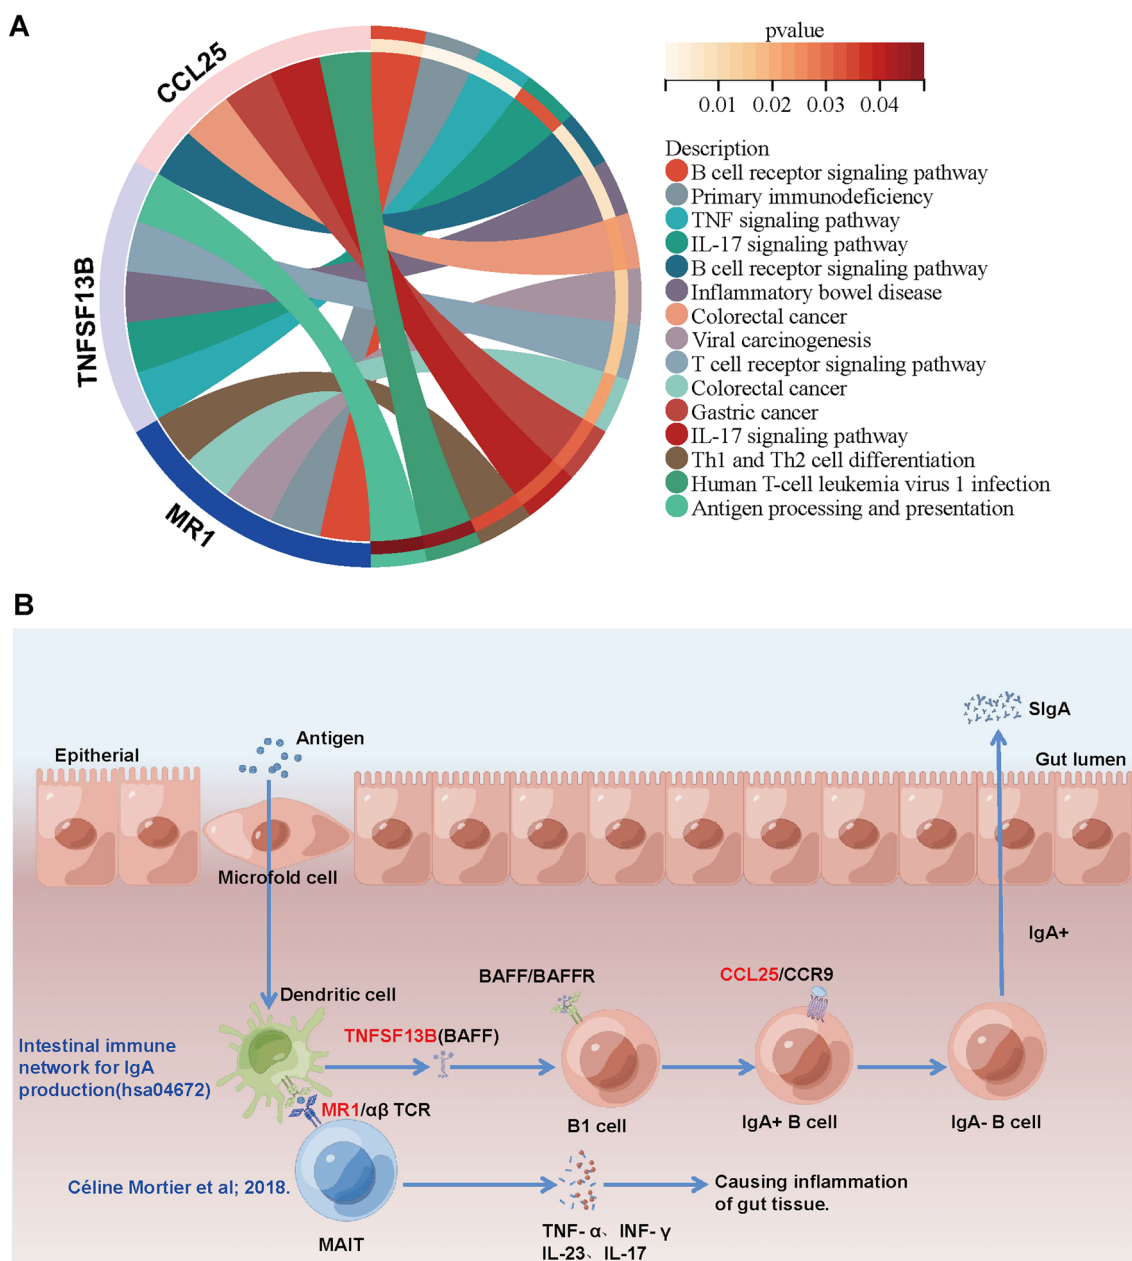 A
CCL25
TNFSF13B
MR1
pvalue
0.01 0.02 0.03 0.04
Description
B cell receptor signaling pathway
Primary immunodeficiency
TNF signaling pathway
IL-17 signaling pathway
B cell receptor signaling pathway
Inflammatory bowel disease
Colorectal cancer
Viral carcinogenesis
T cell receptor signaling pathway
Colorectal cancer
Gastric cancer
IL-17 signaling pathway
Th1 and Th2 cell differentiation
Human T-cell leukemia virus 1 infection
Antigen processing and presentation
B
SIgA
Antigen
Epitherial
Gut lumen
Microfold cell
IgA+
BAFF/BAFFR
CCL25/CCR9
Dendritic cell
TNFSF13B(BAFF)
Intestinal immune
network for IgA
production(hsa04672)
MR1/αβ TCR
B1 cell
IgA+ B cell
IgA- B cell
Céline Mortier et al; 2018.
Causing inflammation
of gut tissue.
MAIT
TNF- α、INF- γ
IL-23、IL-17